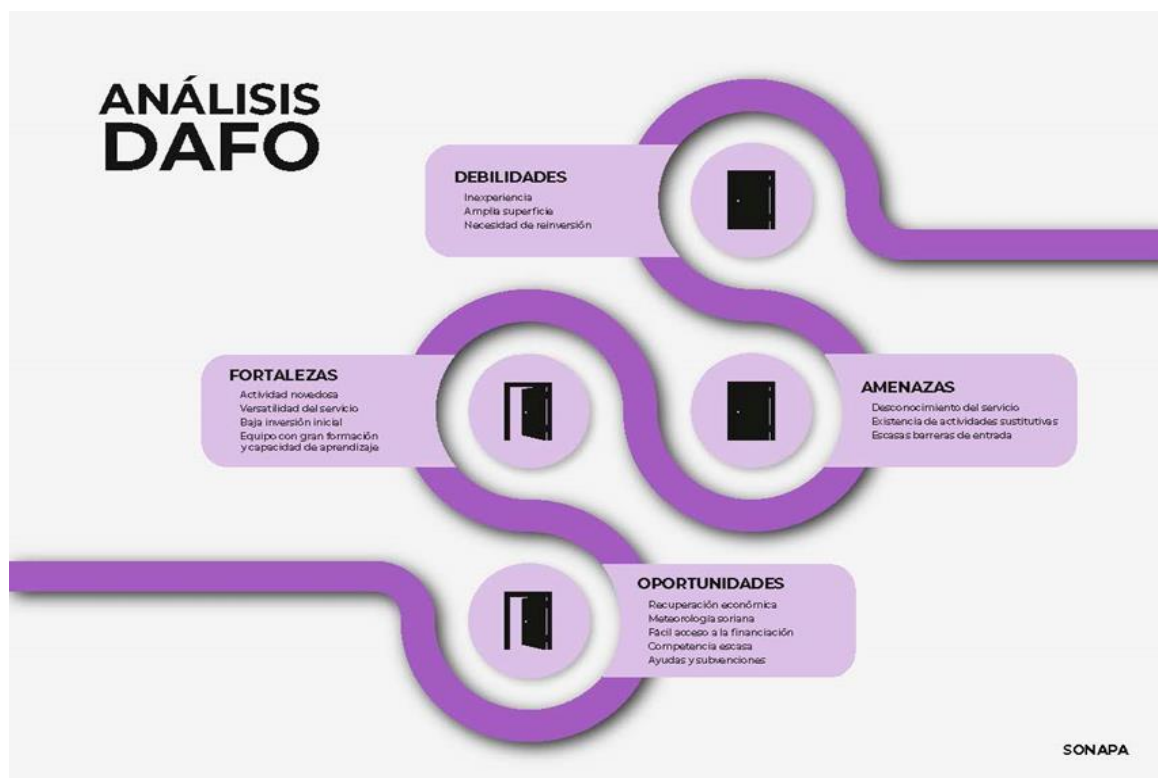 ANÁLISIS
DAFO
DEBILIDADES
Inexperiencia
Amplia superficie
Necesidad de reinversión
FORTALEZAS
Actividad novedosa
Versatilidad del servicio
Baja inversión inicial
Equipo con gran formación
y capacidad de aprendizaje
AMENAZAS
Desconocimiento del servicio
Existencia de actividades sustitutivas
Escasas barreras de entrada
OPORTUNIDADES
Recuperación económica
Meteorología soriana
Fácil acceso a la financiación
Competencia escasa
Ayudas y subvenciones
SONAPA